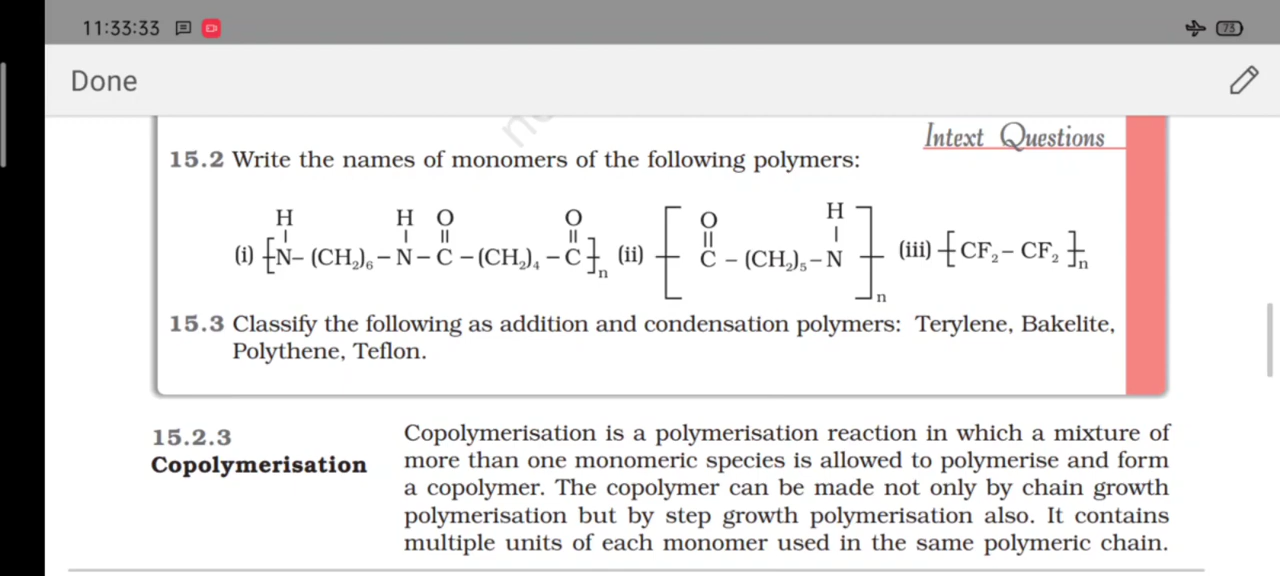 11:33:33
73
Done
Intext Questions
15.2 Write the names of monomers of the following polymers:
H H O O O H
(i) [N– (CH₂)₆ – N – C – (CH₂)₄ – C]n (ii) [C – (CH₂)₅ – N]n (iii) [CF₂ – CF₂]n
15.3 Classify the following as addition and condensation polymers: Terylene, Bakelite,
Polythene, Teflon.
15.2.3
Copolymerisation
Copolymerisation is a polymerisation reaction in which a mixture of
more than one monomeric species is allowed to polymerise and form
a copolymer. The copolymer can be made not only by chain growth
polymerisation but by step growth polymerisation also. It contains
multiple units of each monomer used in the same polymeric chain.